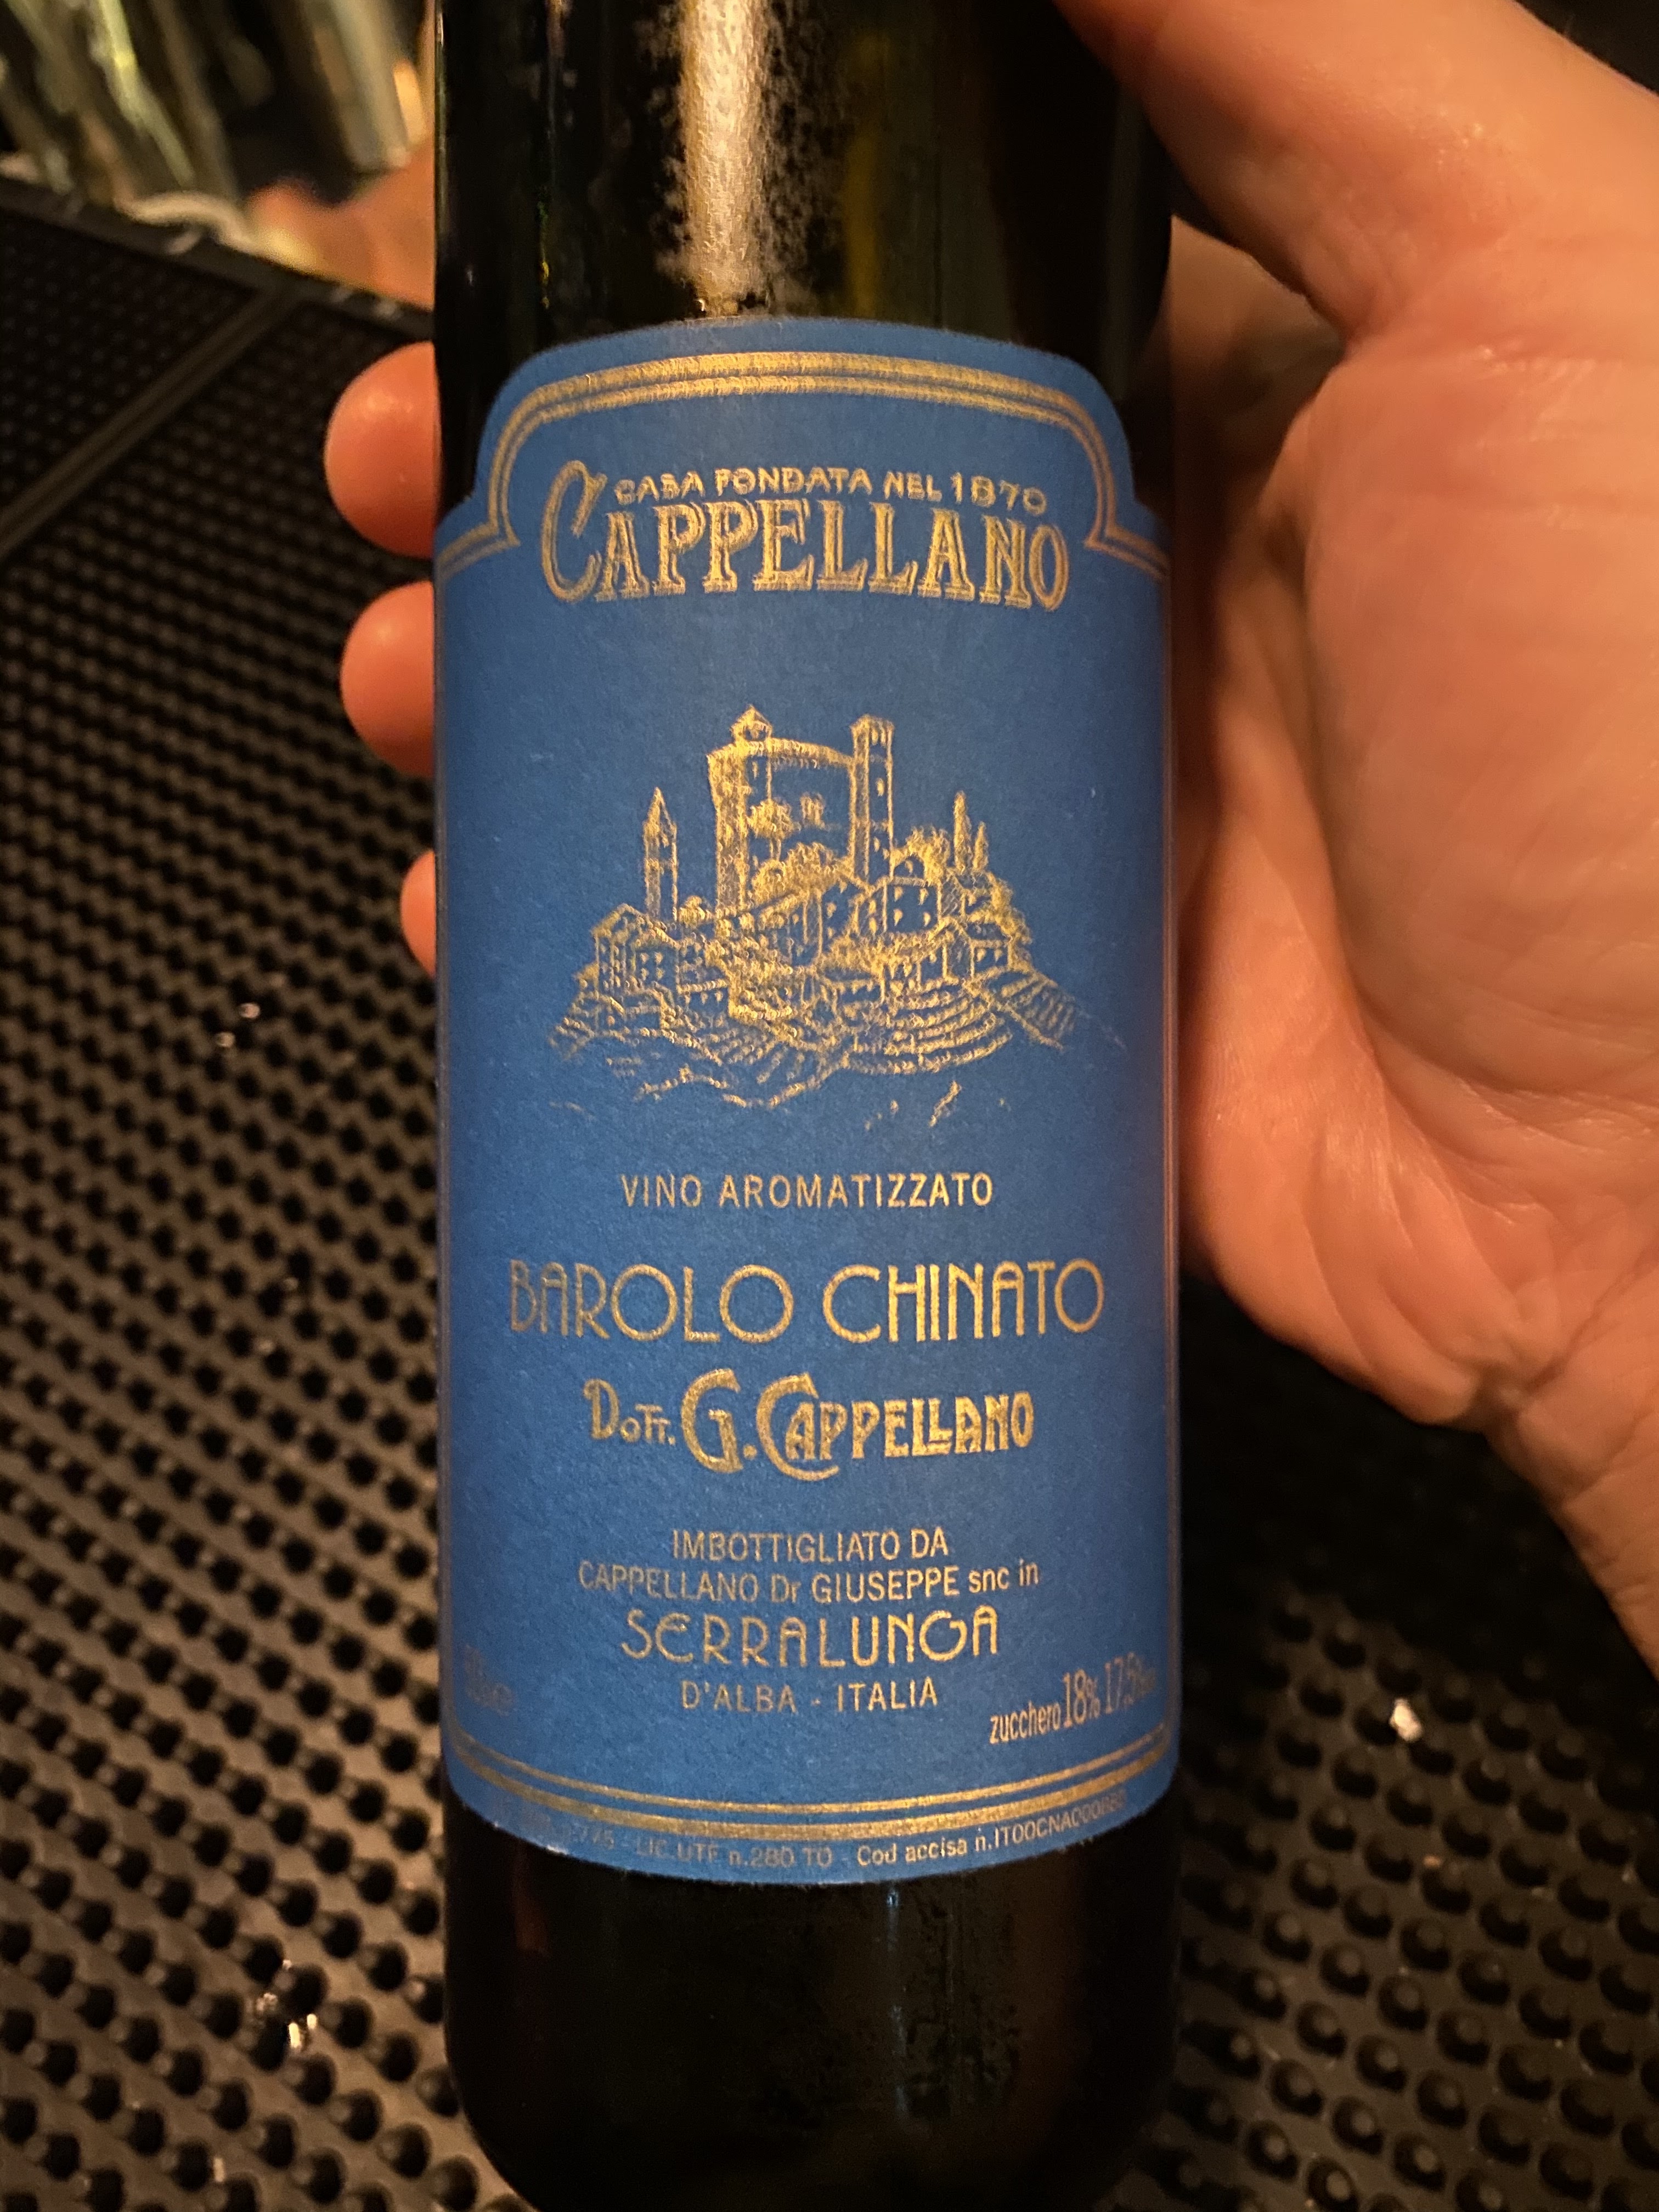 CASA FONDATA NEL 1870
CAPPELLANO
VINO AROMATIZZATO
BAROLO CHINATO
DOTT. G. CAPPELLANO
IMBOTTIGLIATO DA
CAPPELLANO Dr GIUSEPPE snc in
SERRALUNGA
D'ALBA - ITALIA
zucchero 18% 17.5%
LIC. UTF n.280 TO - Cod accisa n.